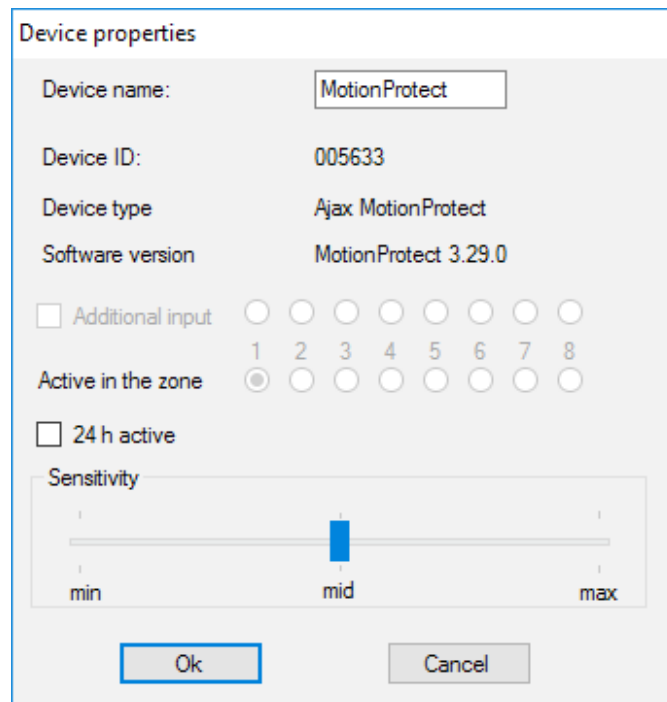 Device properties
Device name: MotionProtect
Device ID: 005633
Device type Ajax MotionProtect
Software version MotionProtect 3.29.0
Additional input
1 2 3 4 5 6 7 8
Active in the zone
24 h active
Sensitivity
min mid max
Ok Cancel